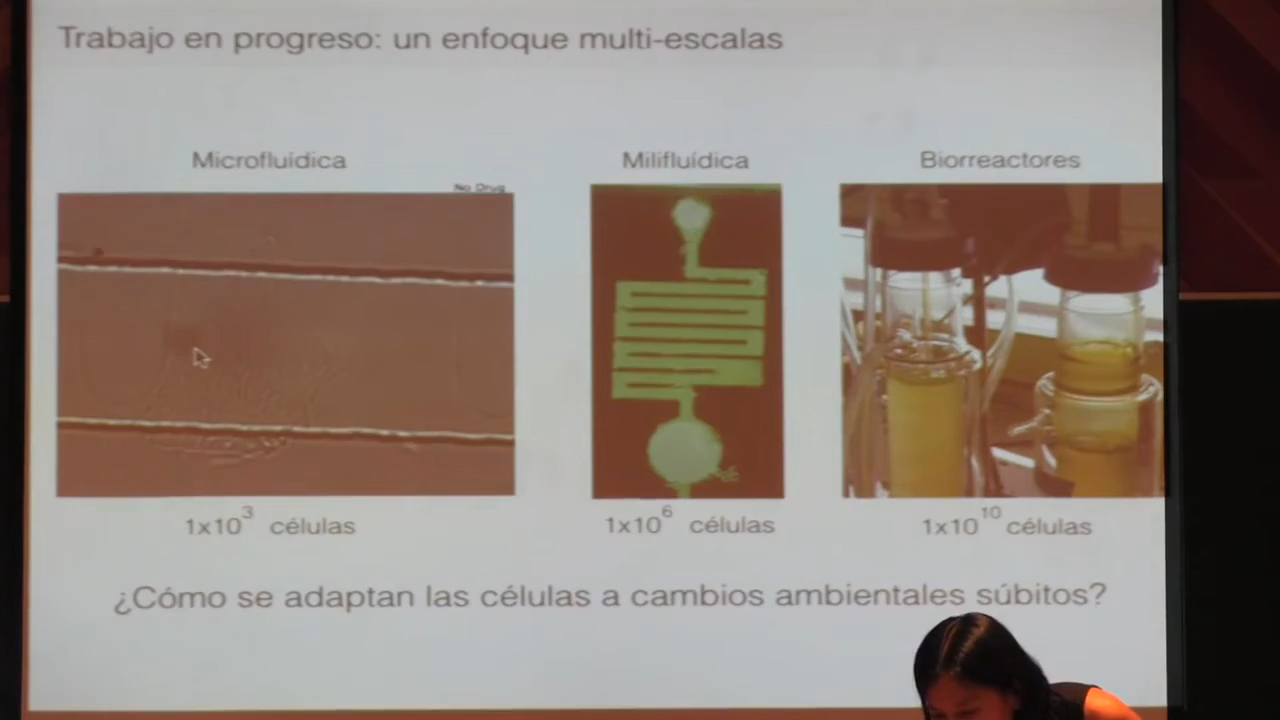 Trabajo en progreso: un enfoque multi-escalas
Microfluídica
Milifluídica
Biorreactores
No Drug
1x10³ células
1x10⁶ células
1x10¹⁰ células
¿Cómo se adaptan las células a cambios ambientales súbitos?